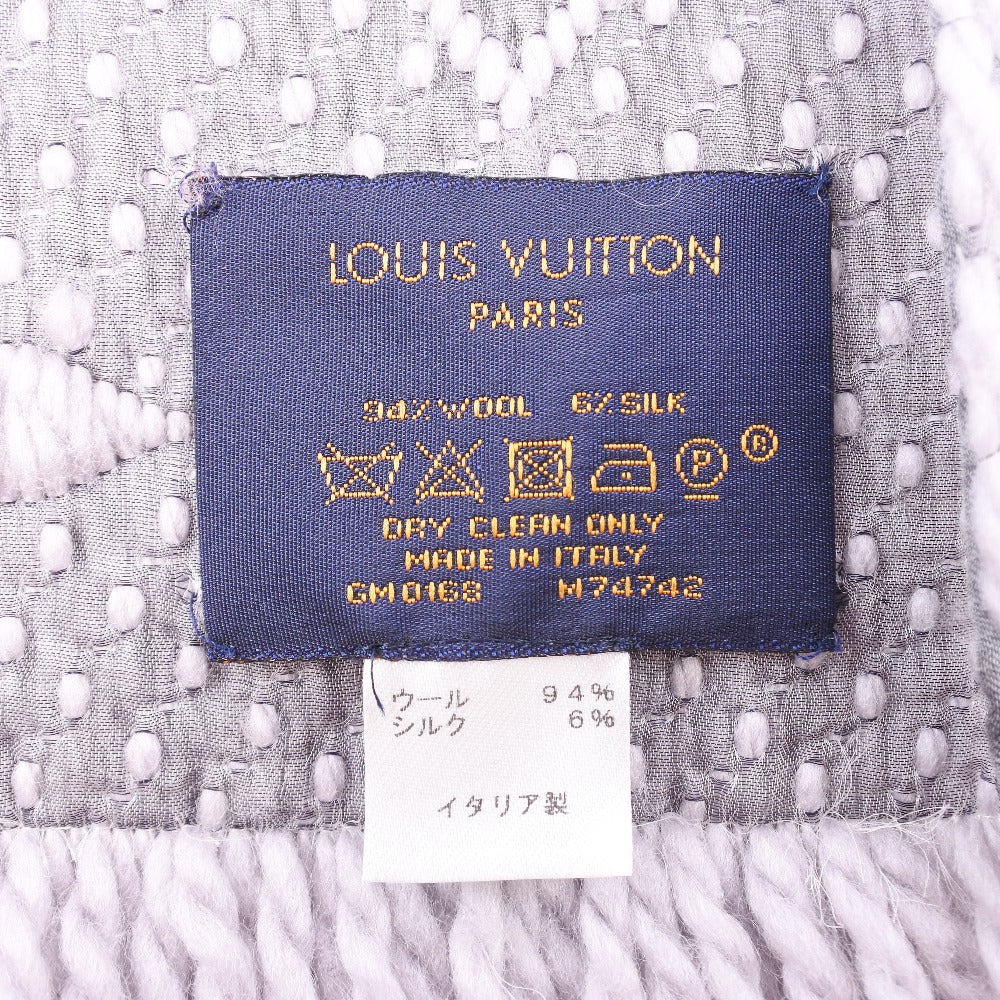 LOUIS VUITTON
PARIS
94%WOOL 6%SILK
P ®
DRY CLEAN ONLY
MADE IN ITALY
GM0168 M74742
ウール 94%
シルク 6%
イタリア製